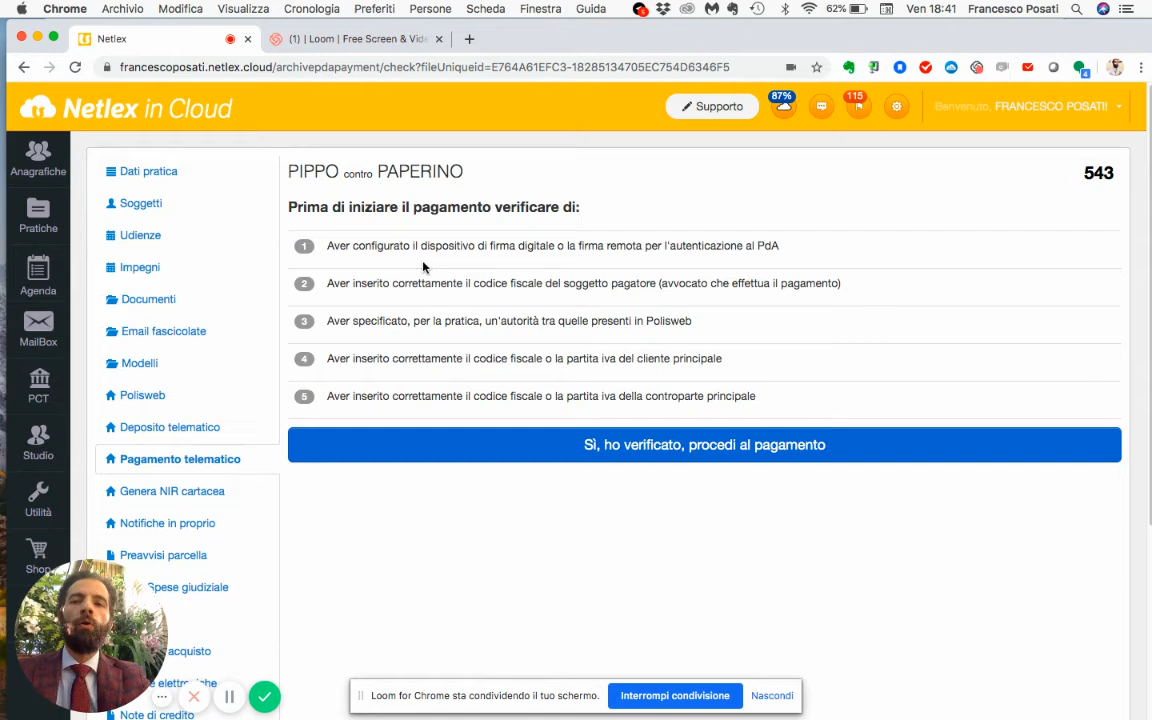 Chrome Archivio Modifica Visualizza Cronologia Preferiti Persone Scheda Finestra Guida 62% Ven 18:41 Francesco Posati
Netlex
(1) | Loom | Free Screen & Vide
francescoposati.netlex.cloud/archivepdapayment/check?fileUniqueid=E764A61EFC3-18285134705EC754D6346F5
4
Netlex in Cloud
Supporto
87%
115
Benvenuto, FRANCESCO POSATI!
Anagrafiche
Pratiche
Agenda
MailBox
PCT
Studio
Utilità
Shop
Dati pratica
Soggetti
Udienze
Impegni
Documenti
Email fascicolate
Modelli
Polisweb
Deposito telematico
Pagamento telematico
Genera NIR cartacea
Notifiche in proprio
Preavvisi parcella
Spese giudiziale
acquisto
Note di credito
PIPPO contro PAPERINO
543
Prima di iniziare il pagamento verificare di:
1 Aver configurato il dispositivo di firma digitale o la firma remota per l'autenticazione al PdA
2 Aver inserito correttamente il codice fiscale del soggetto pagatore (avvocato che effettua il pagamento)
3 Aver specificato, per la pratica, un'autorità tra quelle presenti in Polisweb
4 Aver inserito correttamente il codice fiscale o la partita iva del cliente principale
5 Aver inserito correttamente il codice fiscale o la partita iva della controparte principale
Sì, ho verificato, procedi al pagamento
Loom for Chrome sta condividendo il tuo schermo.
Interrompi condivisione
Nascondi